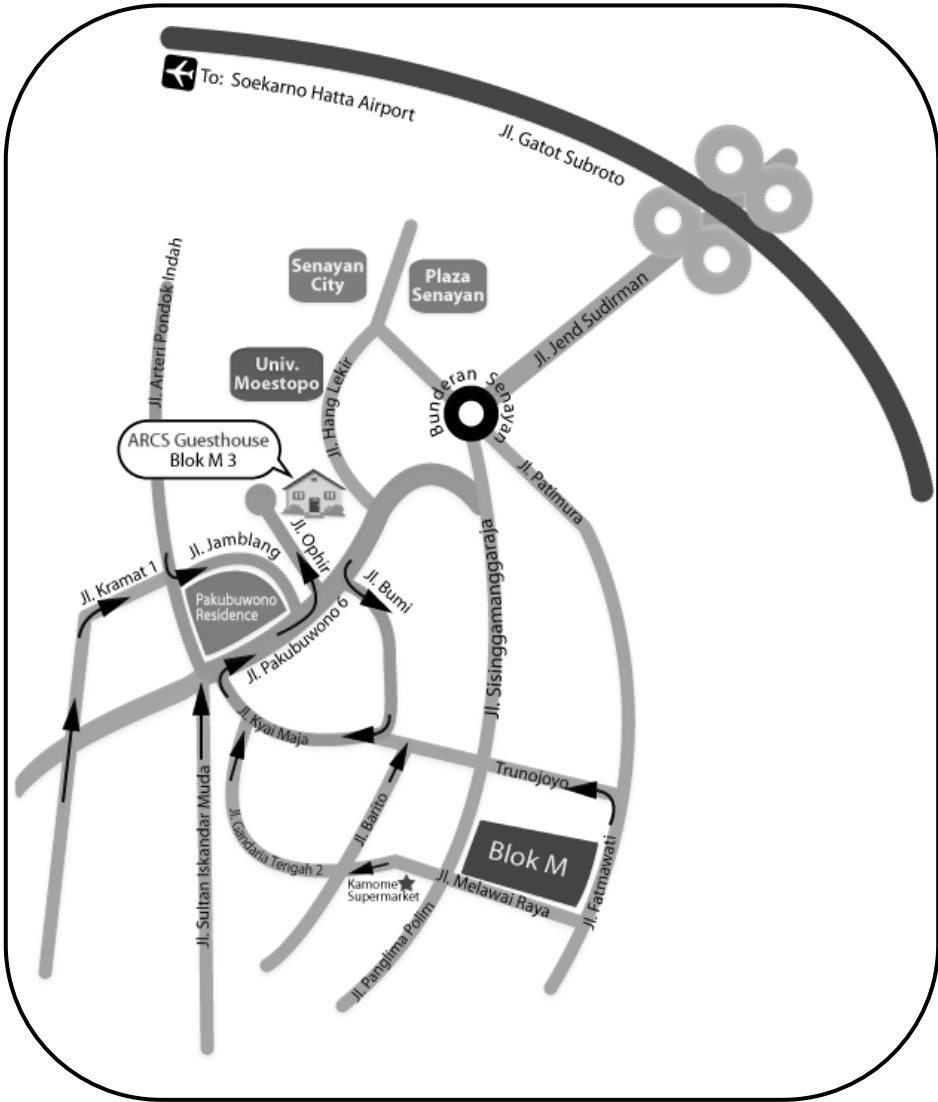 To: Soekarno Hatta Airport
Jl. Gatot Subroto
Jl. Arteri Pondok Indah
Senayan
City
Plaza
Senayan
Jl. Jend Sudirman
Univ.
Moestopo
Jl. Hang Lekir
Bunderan Senayan
ARCS Guesthouse
Blok M 3
Jl. Patimura
Jl. Ophir
Jl. Jamblang
Jl. Kramat 1
Jl. Bumi
Pakubuwono
Residence
Jl. Pakubuwono 6
Jl. Sisinggamanggaraja
Jl. Kyai Maja
Trunojoyo
Jl. Sultan Iskandar Muda
Jl. Barito
Jl. Gandaria Tengah 2
Blok M
Kamome
Supermarket
Jl. Melawai Raya
Jl. Fatmawati
Jl. Panglima Polim